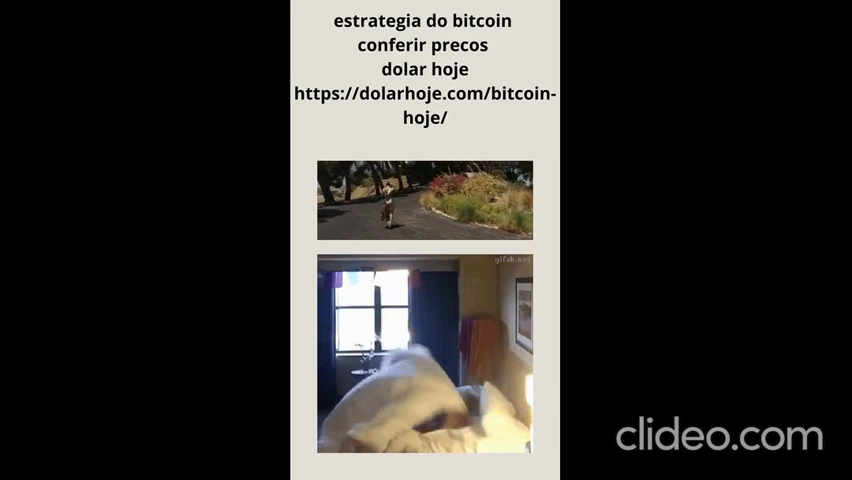 estrategia do bitcoin
conferir precos
dolar hoje
https://dolarhoje.com/bitcoin-
hoje/
gifak.net
clideo.com